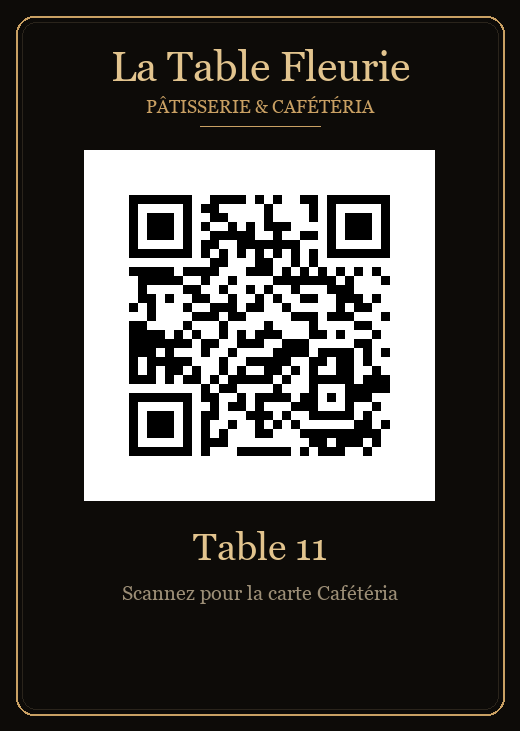 La Table Fleurie
PÂTISSERIE & CAFÉTÉRIA
Table 11
Scannez pour la carte Cafétéria